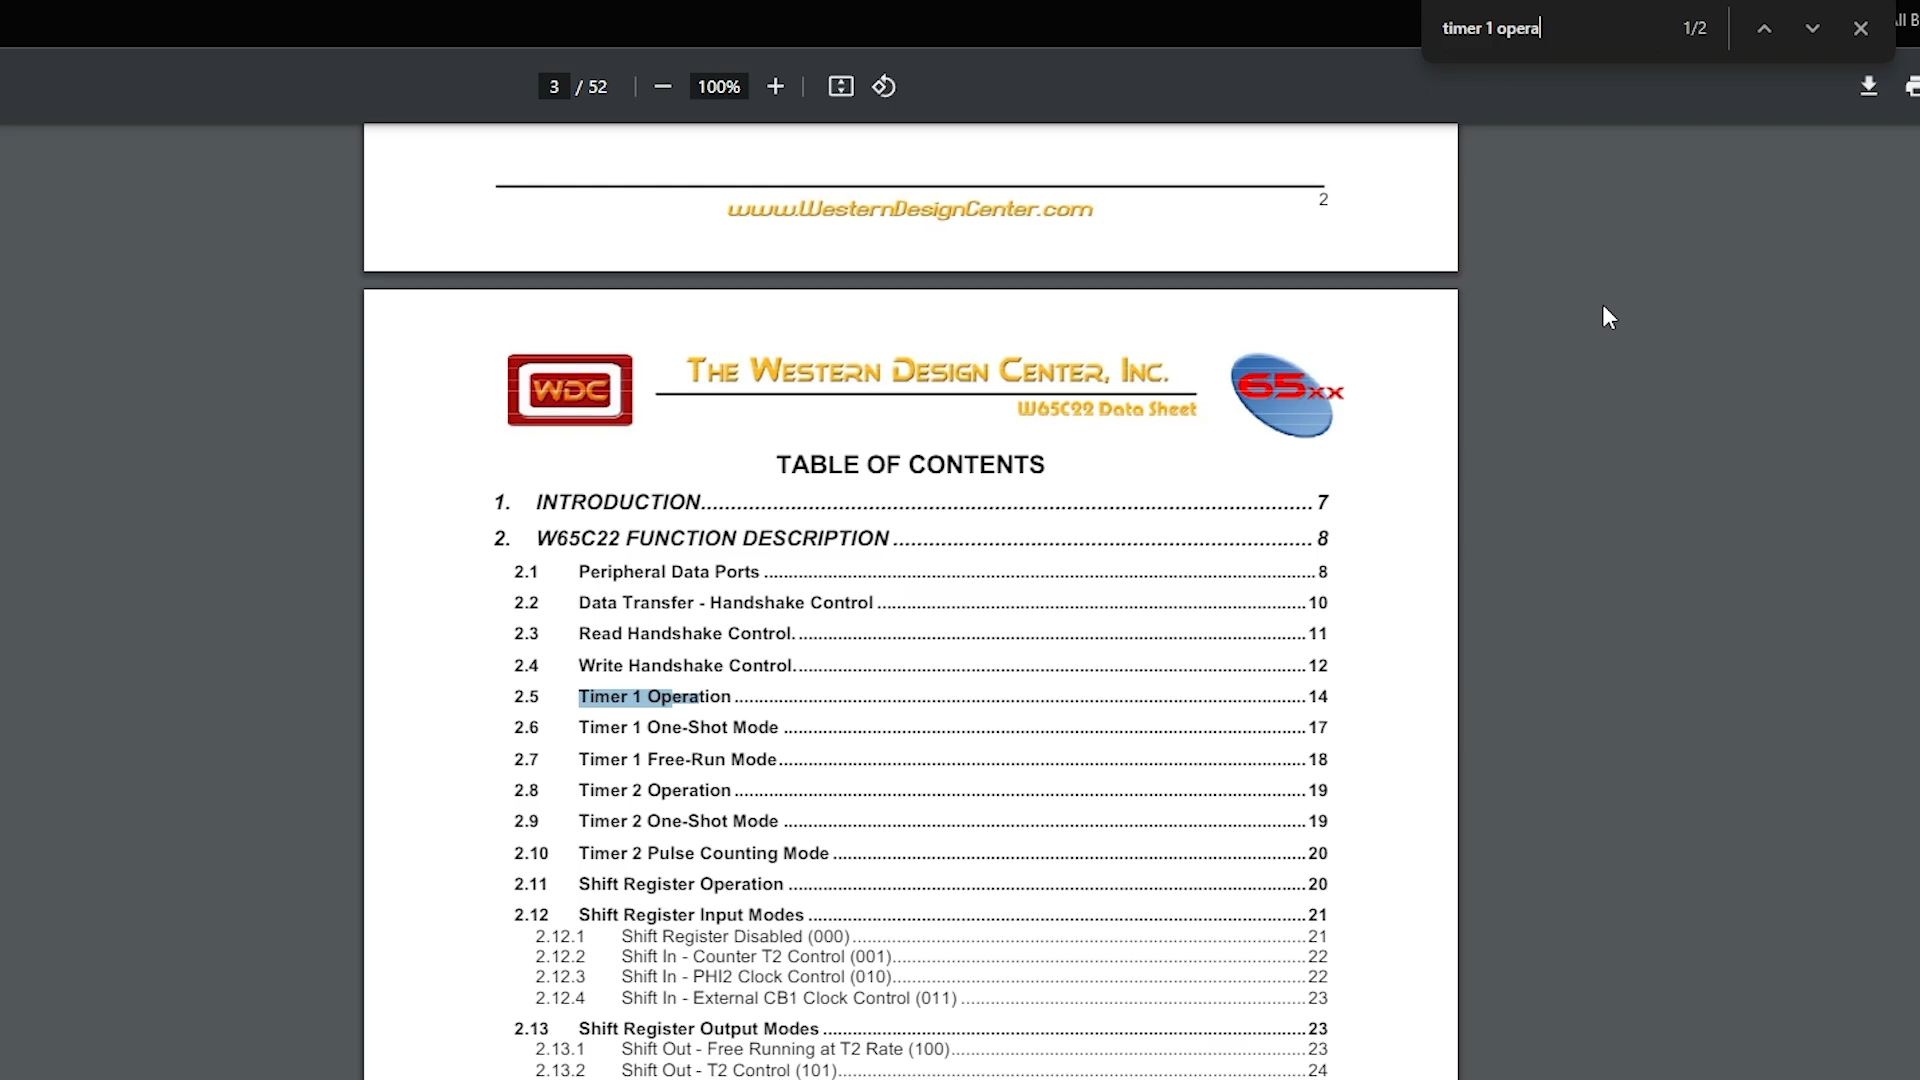 timer 1 opera 1/2
3 / 52 100%
2
www.WesternDesignCenter.com
WDC
THE WESTERN DESIGN CENTER, INC.
W65C22 Data Sheet
65xx
TABLE OF CONTENTS
1. INTRODUCTION 7
2. W65C22 FUNCTION DESCRIPTION 8
2.1 Peripheral Data Ports 8
2.2 Data Transfer - Handshake Control 10
2.3 Read Handshake Control. 11
2.4 Write Handshake Control. 12
2.5 Timer 1 Operation 14
2.6 Timer 1 One-Shot Mode 17
2.7 Timer 1 Free-Run Mode 18
2.8 Timer 2 Operation 19
2.9 Timer 2 One-Shot Mode 19
2.10 Timer 2 Pulse Counting Mode 20
2.11 Shift Register Operation 20
2.12 Shift Register Input Modes 21
2.12.1 Shift Register Disabled (000) 21
2.12.2 Shift In - Counter T2 Control (001) 22
2.12.3 Shift In - PHI2 Clock Control (010) 22
2.12.4 Shift In - External CB1 Clock Control (011) 23
2.13 Shift Register Output Modes 23
2.13.1 Shift Out - Free Running at T2 Rate (100) 23
2.13.2 Shift Out - T2 Control (101) 24